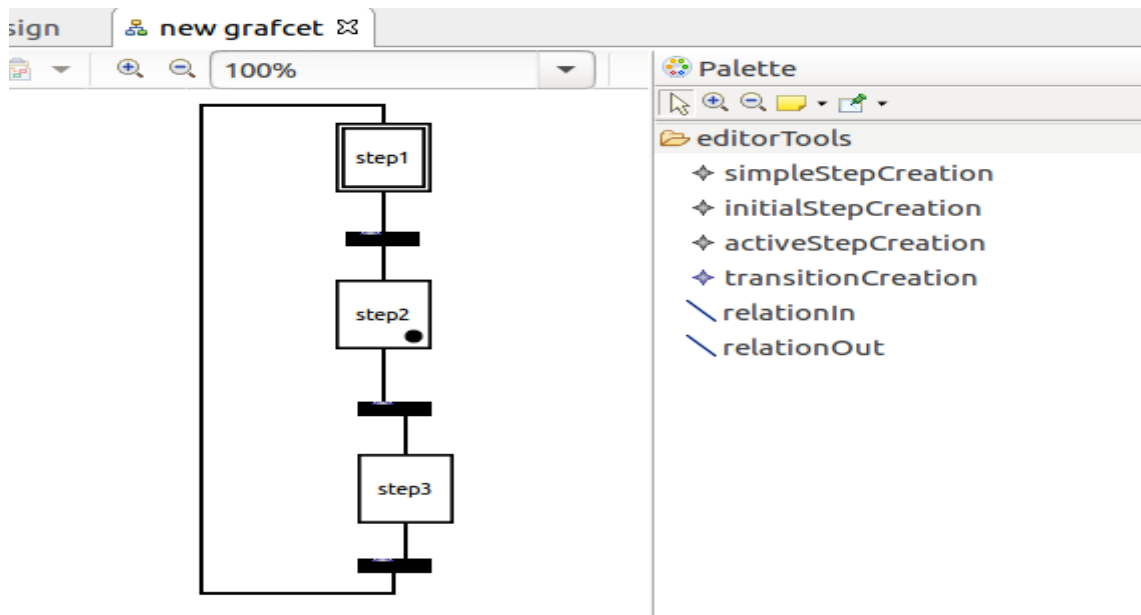 sign
new grafcet
100%
step1
step2
step3
Palette
editorTools
simpleStepCreation
initialStepCreation
activeStepCreation
transitionCreation
relationIn
relationOut